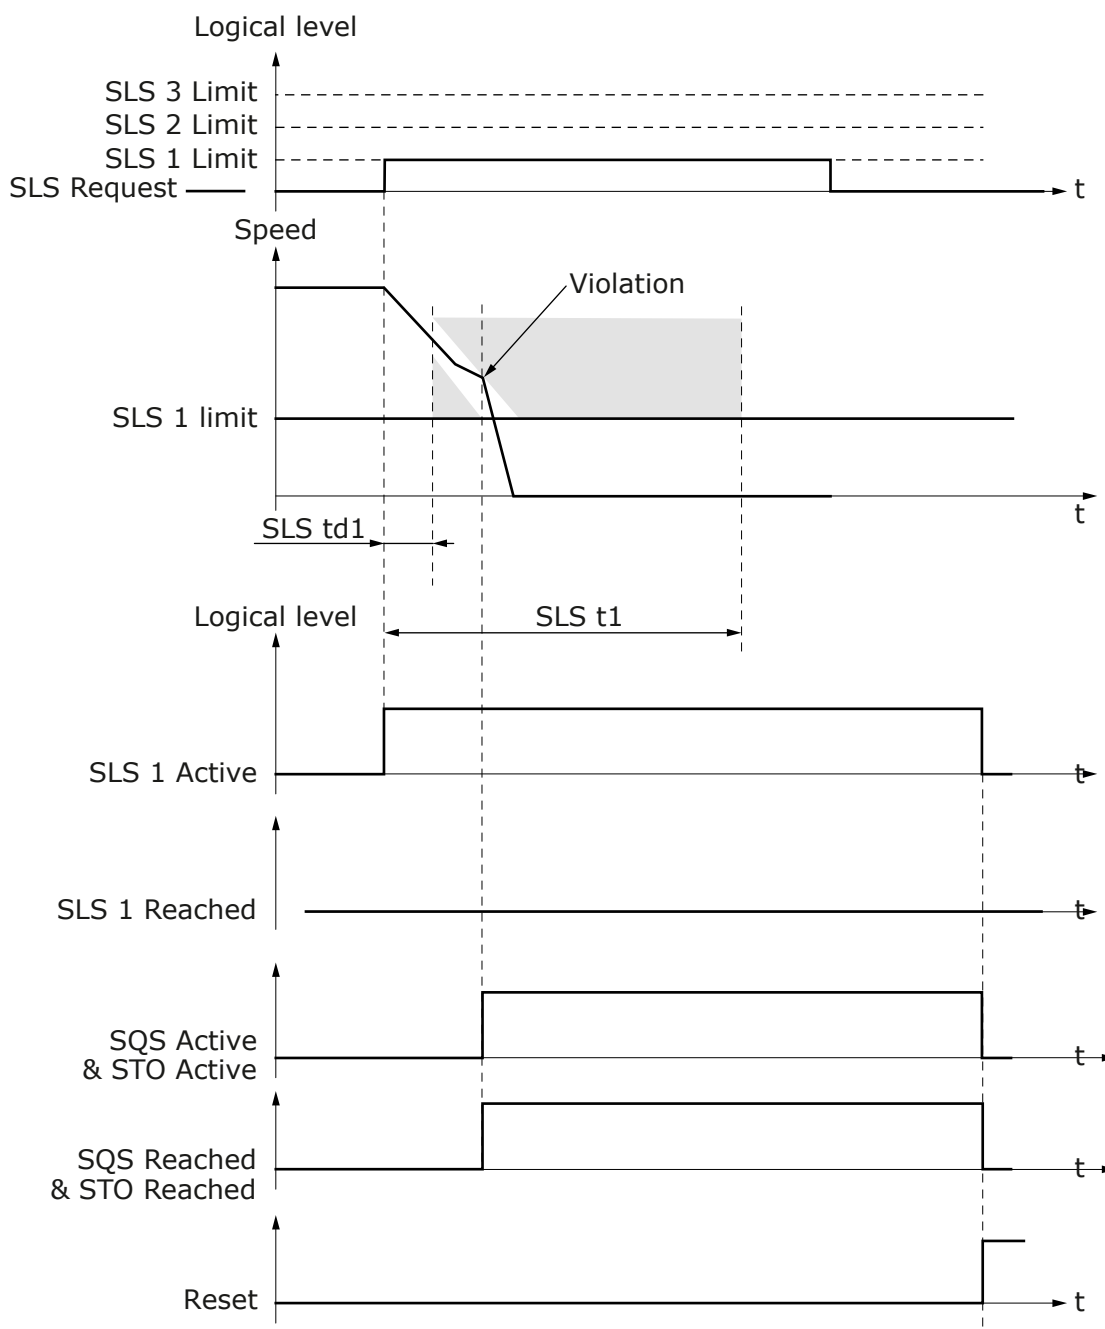 Logical level
SLS 3 Limit
SLS 2 Limit
SLS 1 Limit
SLS Request
t
Speed
Violation
SLS 1 limit
t
SLS td1
Logical level
SLS t1
SLS 1 Active
t
SLS 1 Reached
t
SQS Active
& STO Active
t
SQS Reached
& STO Reached
t
Reset
t